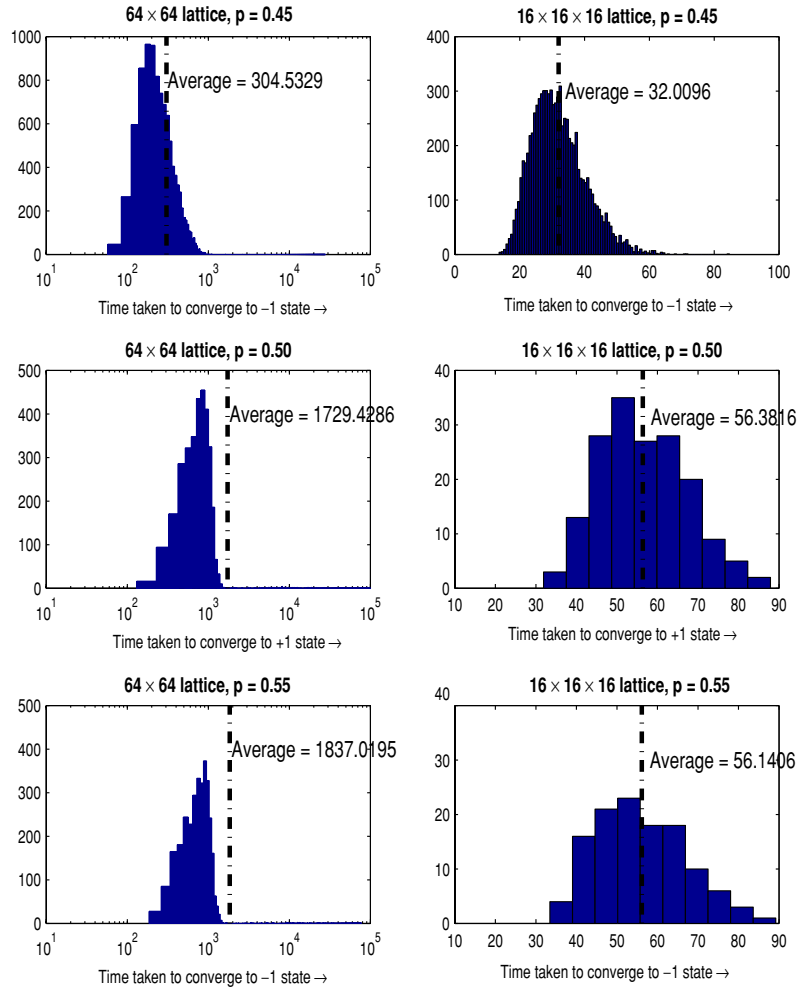 64 × 64 lattice, p = 0.45
1000
800
600
400
200
0
Average = 304.5329
10^1 10^2 10^3 10^4 10^5
Time taken to converge to −1 state →
16 × 16 × 16 lattice, p = 0.45
400
300
200
100
0
Average = 32.0096
0 20 40 60 80 100
Time taken to converge to −1 state →
64 × 64 lattice, p = 0.50
500
400
300
200
100
0
Average = 1729.4286
10^1 10^2 10^3 10^4 10^5
Time taken to converge to +1 state →
16 × 16 × 16 lattice, p = 0.50
40
30
20
10
0
Average = 56.3816
10 20 30 40 50 60 70 80 90
Time taken to converge to +1 state →
64 × 64 lattice, p = 0.55
500
400
300
200
100
0
Average = 1837.0195
10^1 10^2 10^3 10^4 10^5
Time taken to converge to −1 state →
16 × 16 × 16 lattice, p = 0.55
40
30
20
10
0
Average = 56.1406
10 20 30 40 50 60 70 80 90
Time taken to converge to −1 state →